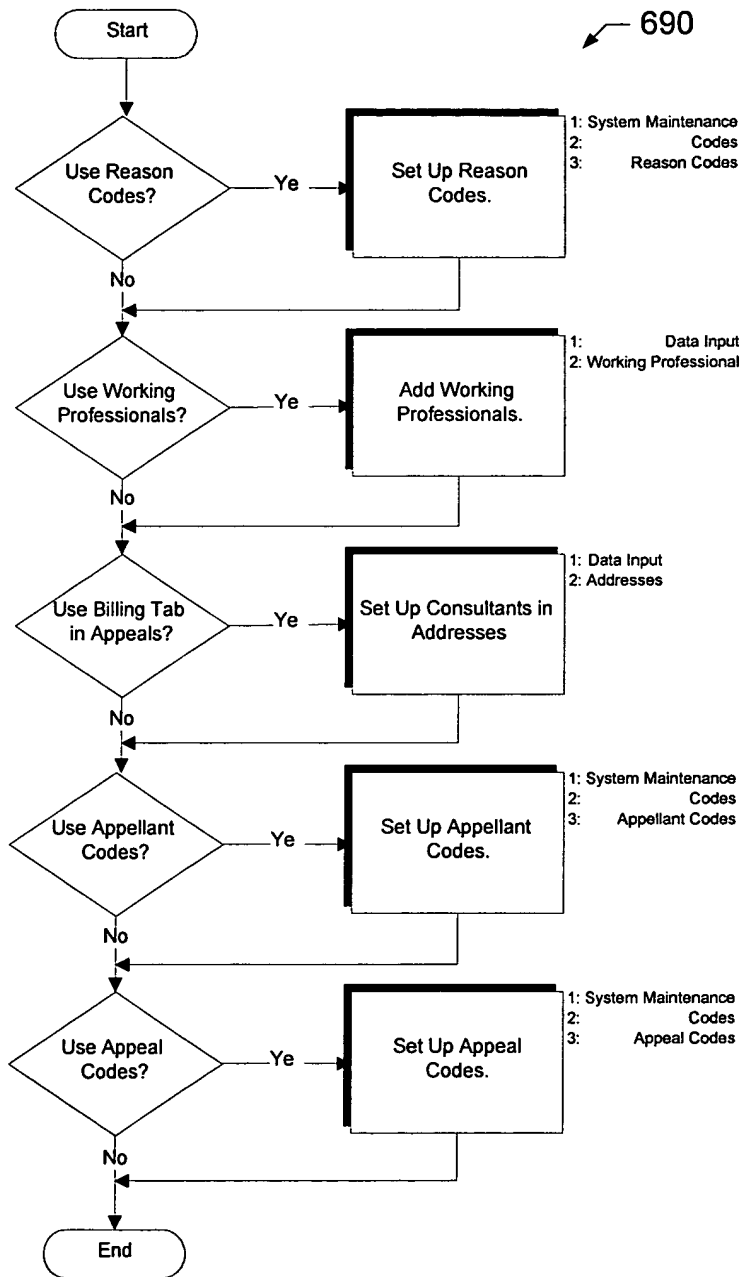 Start
690
Use Reason
Codes?
Ye
Set Up Reason
Codes.
1: System Maintenance
2: Codes
3: Reason Codes
No
Use Working
Professionals?
Ye
Add Working
Professionals.
1: Data Input
2: Working Professional
No
Use Billing Tab
in Appeals?
Ye
Set Up Consultants in
Addresses
1: Data Input
2: Addresses
No
Use Appellant
Codes?
Ye
Set Up Appellant
Codes.
1: System Maintenance
2: Codes
3: Appellant Codes
No
Use Appeal
Codes?
Ye
Set Up Appeal
Codes.
1: System Maintenance
2: Codes
3: Appeal Codes
No
End